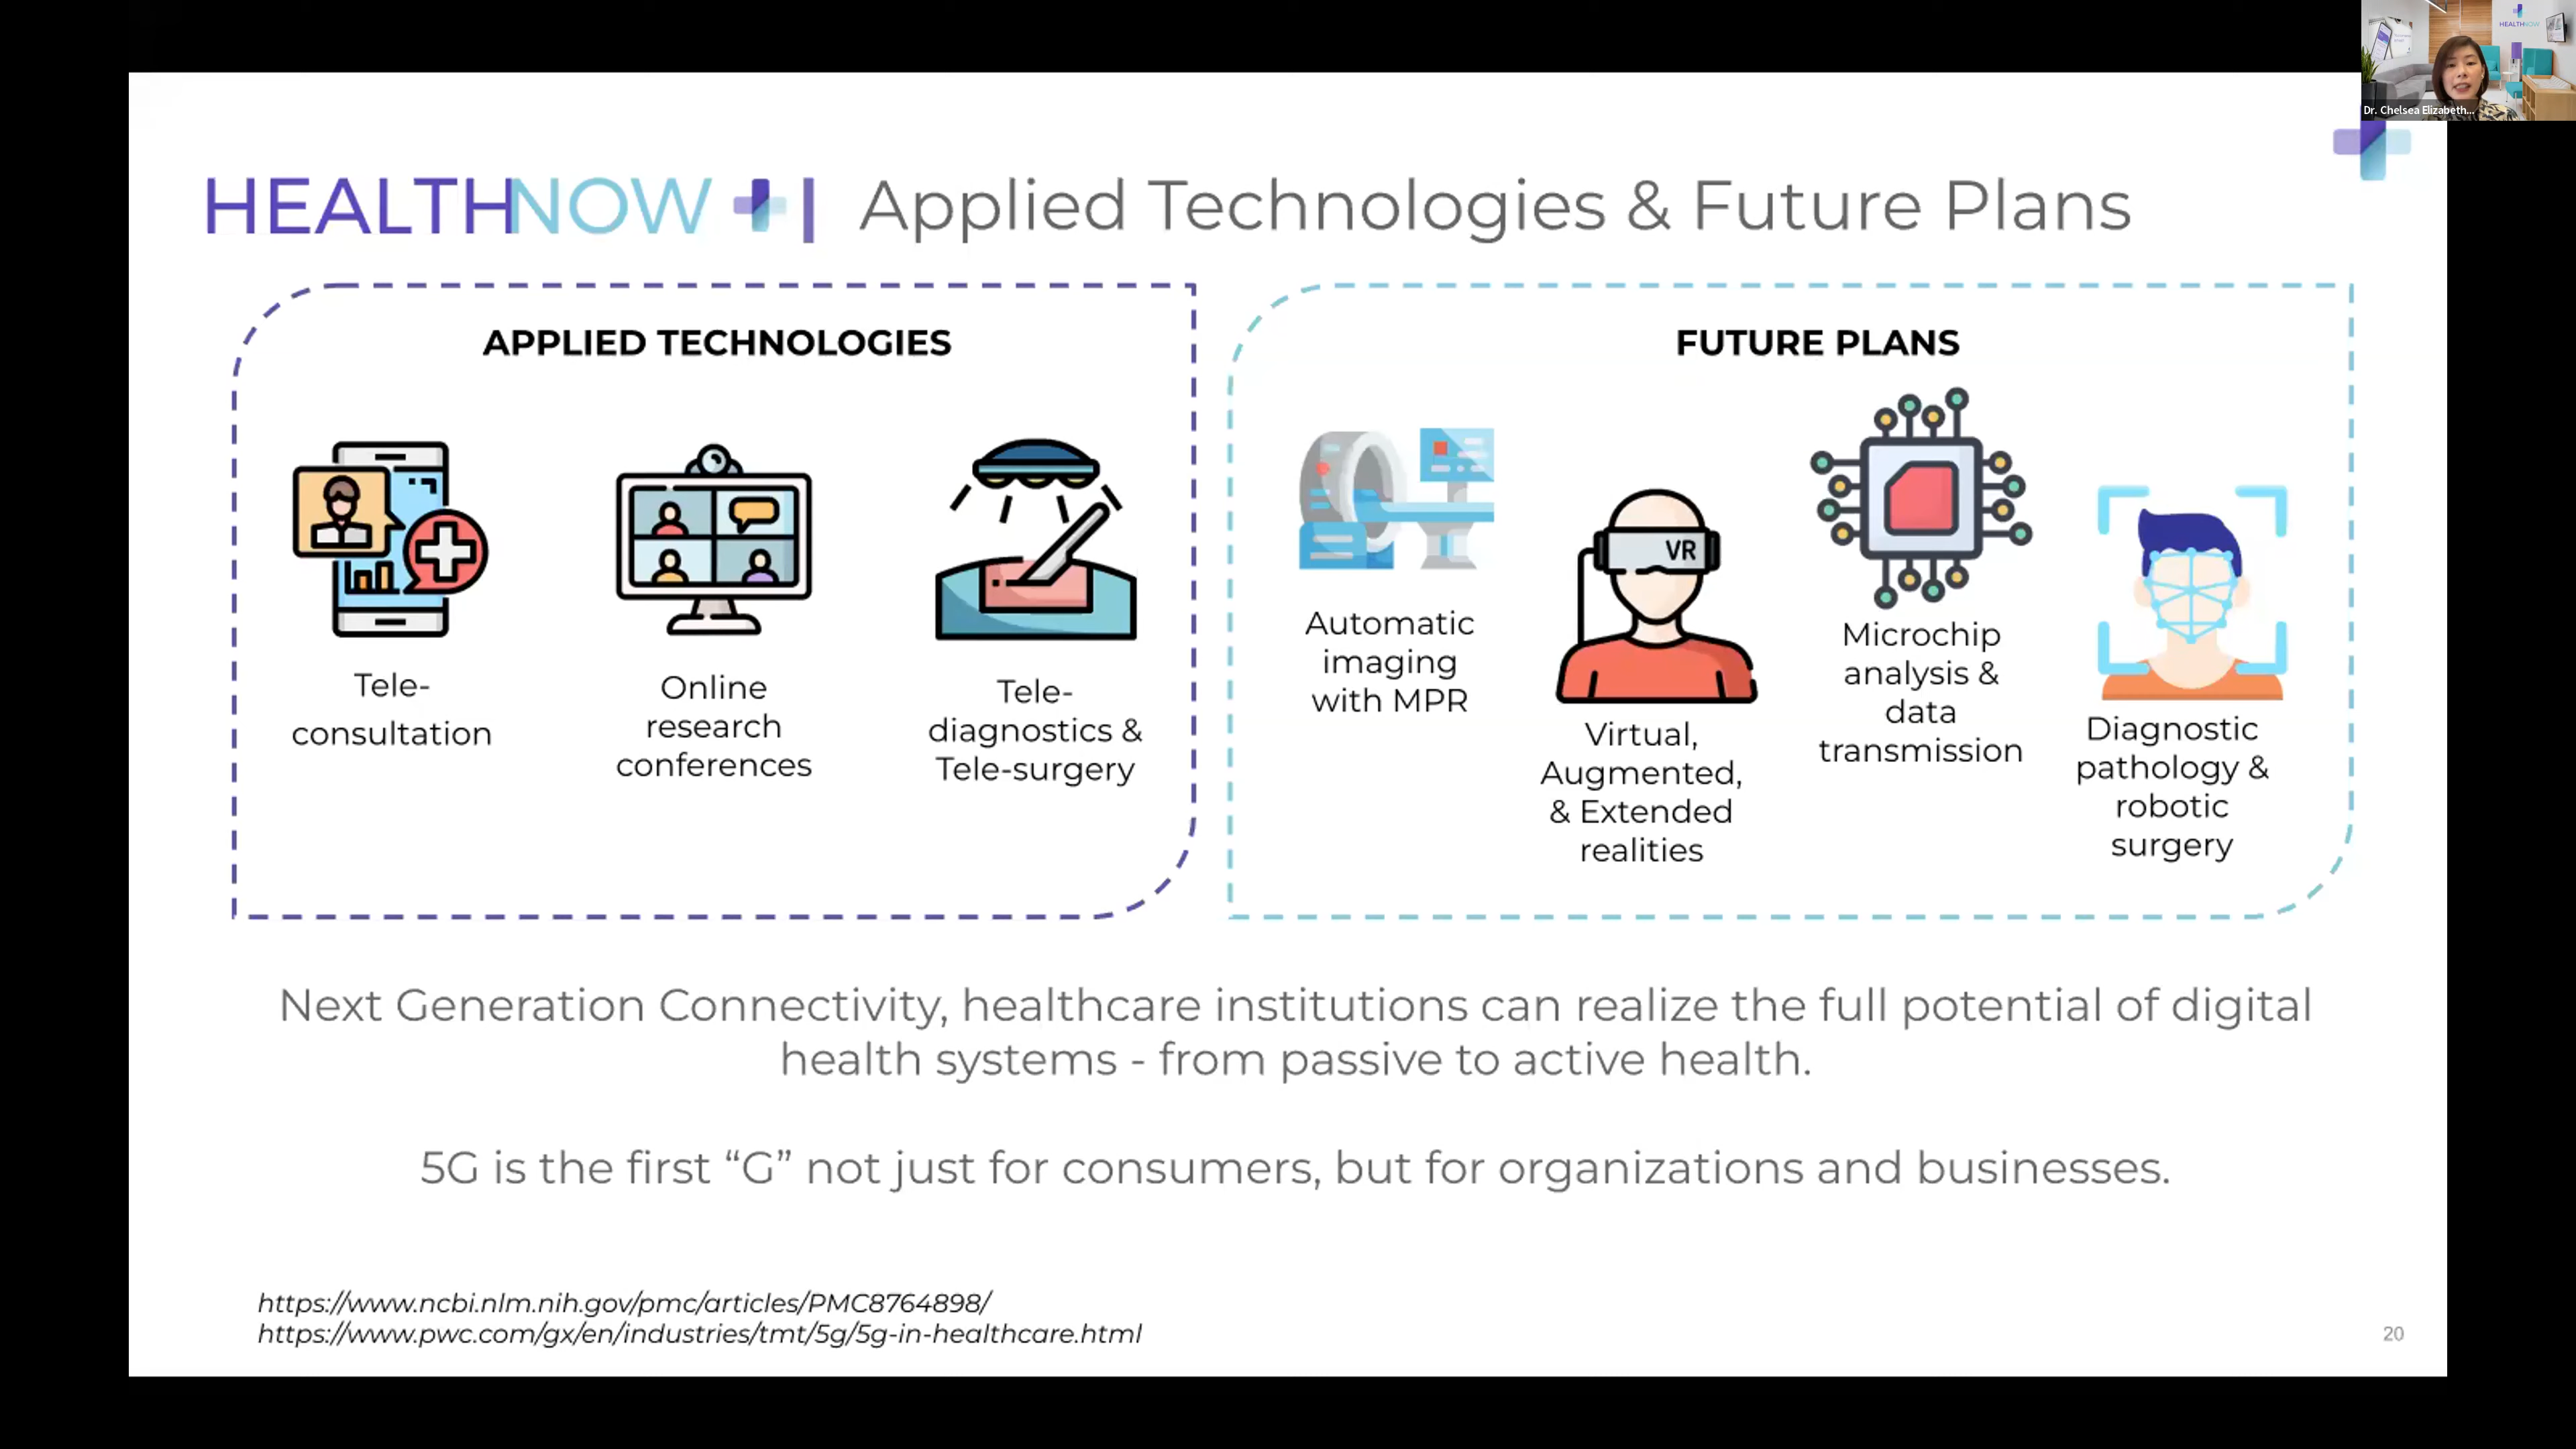 HEALTHNOW
Dr. Chelsea Elizabeth...
HEALTHNOW | Applied Technologies & Future Plans
APPLIED TECHNOLOGIES
Tele-
consultation
Online
research
conferences
Tele-
diagnostics &
Tele-surgery
FUTURE PLANS
Automatic
imaging
with MPR
VR
Virtual,
Augmented,
& Extended
realities
Microchip
analysis &
data
transmission
Diagnostic
pathology &
robotic
surgery
Next Generation Connectivity, healthcare institutions can realize the full potential of digital
health systems - from passive to active health.
5G is the first “G” not just for consumers, but for organizations and businesses.
https://www.ncbi.nlm.nih.gov/pmc/articles/PMC8764898/
https://www.pwc.com/gx/en/industries/tmt/5g/5g-in-healthcare.html
20